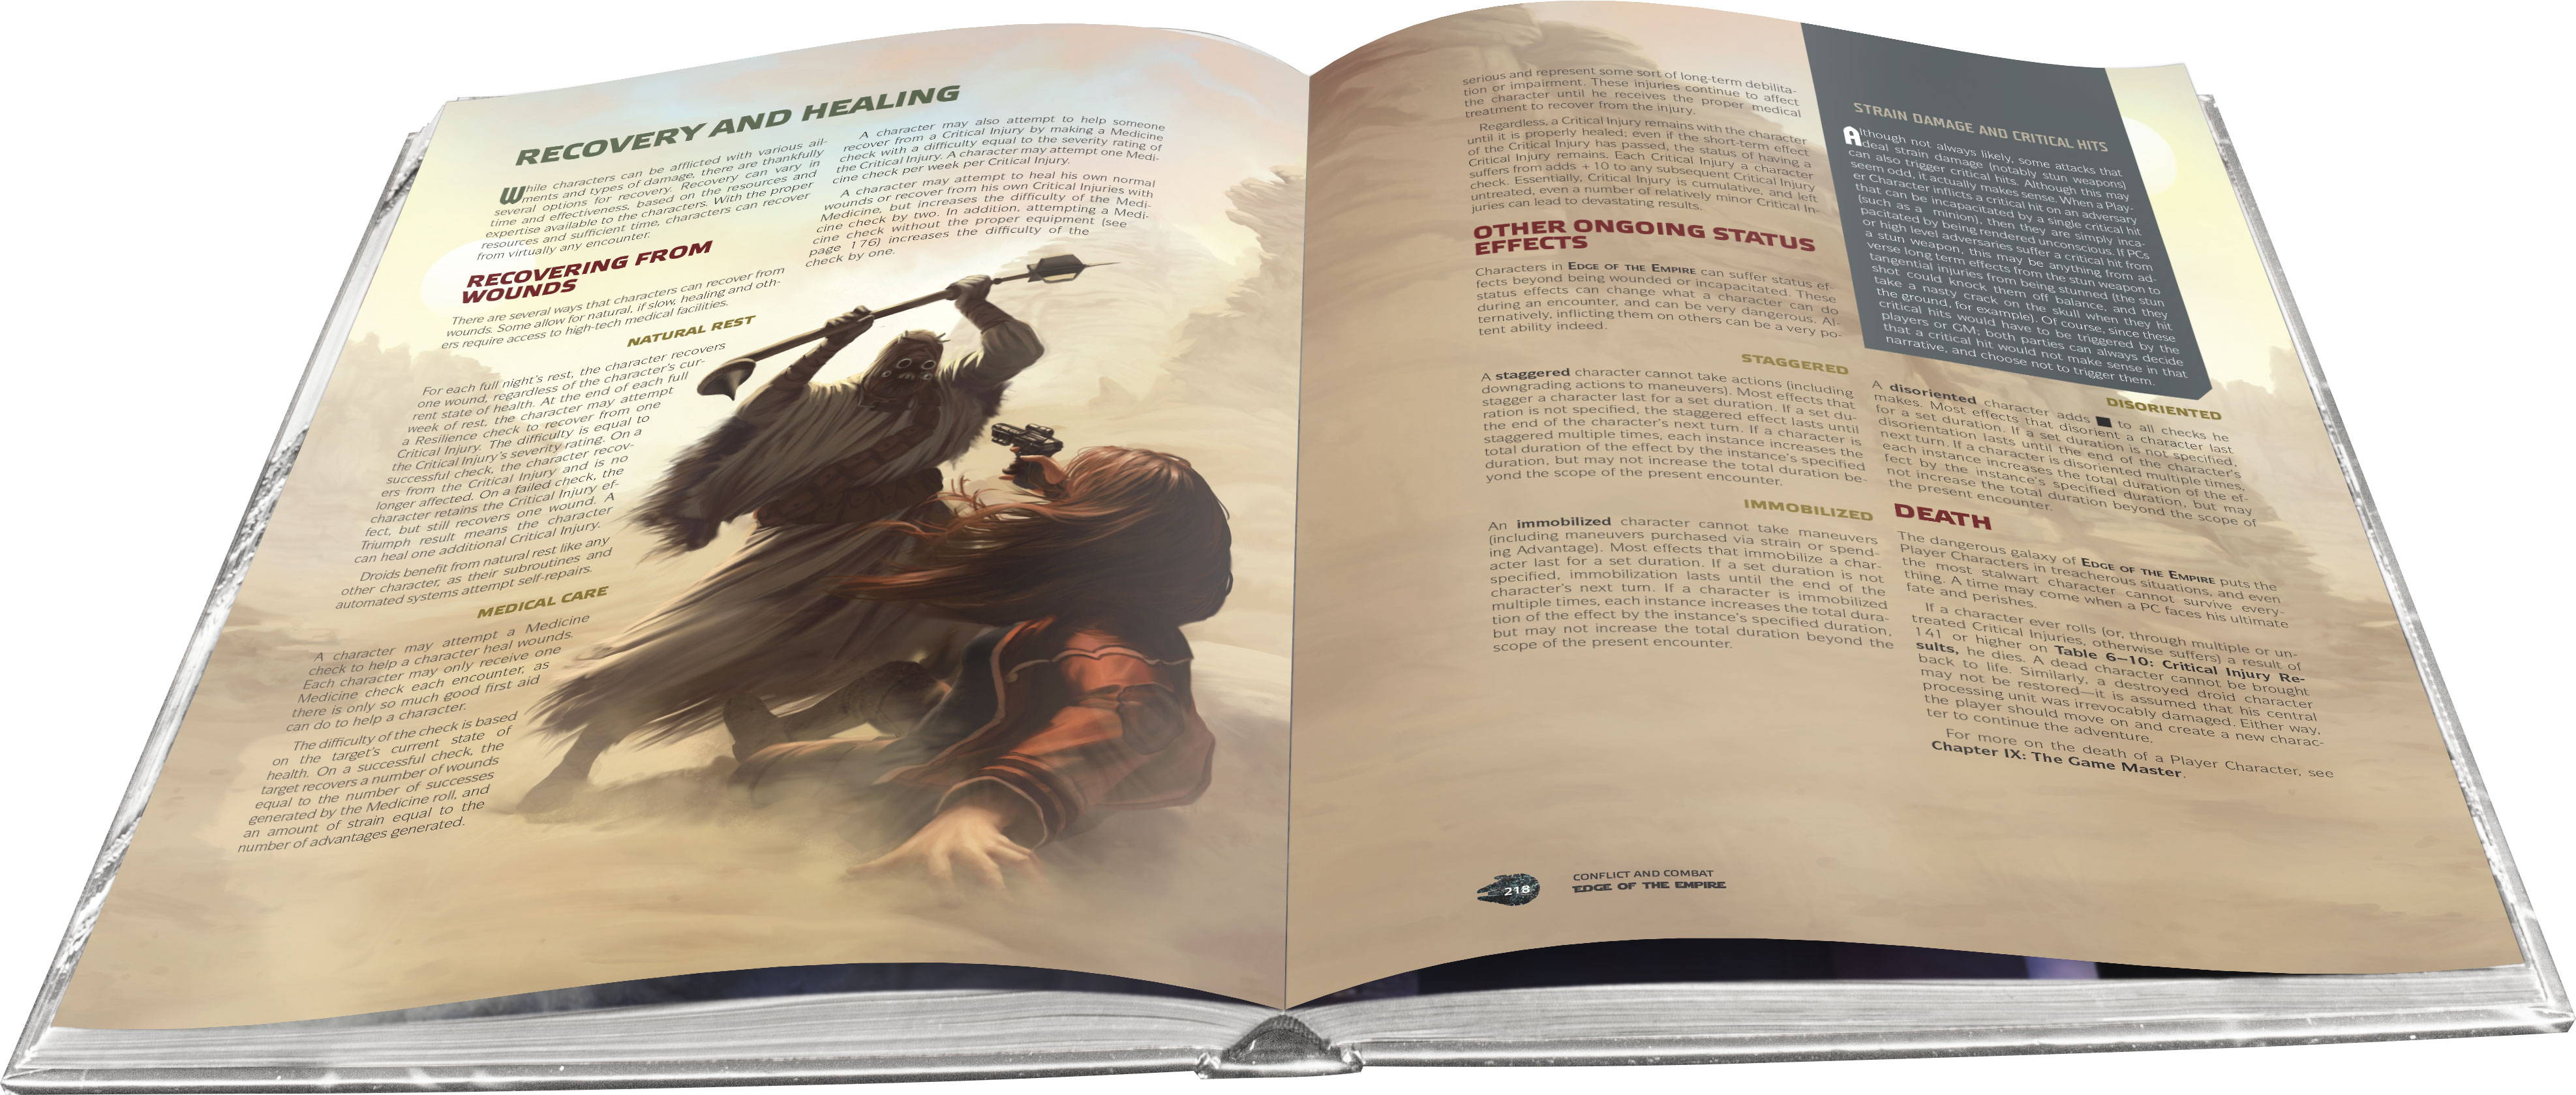 RECOVERY AND HEALING
While characters can be afflicted with various ail-
ments and types of damage, there are thankfully
several options for recovery. Recovery can vary in
time and effectiveness, based on the resources and
expertise available to the characters. With the proper
resources and sufficient time, characters can recover
from virtually any encounter.
RECOVERING FROM
WOUNDS
There are several ways that characters can recover from
wounds. Some allow for natural, if slow, healing and oth-
ers require access to high-tech medical facilities.
NATURAL REST
For each full night's rest, the character recovers
one wound, regardless of the character's cur-
rent state of health. At the end of each full
week of rest, the character may attempt
a Resilience check to recover from one
Critical Injury. The difficulty is equal to
the Critical Injury's severity rating. On a
successful check, the character recov-
ers from the Critical Injury and is no
longer affected. On a failed check, the
character retains the Critical Injury ef-
fect, but still recovers one wound. A
Triumph result means the character
can heal one additional Critical Injury.
Droids benefit from natural rest like any
other character, as their subroutines and
automated systems attempt self-repairs.
MEDICAL CARE
A character may attempt a Medicine
check to help a character heal wounds.
Each character may only receive one
Medicine check each encounter, as
there is only so much good first aid
can do to help a character.
The difficulty of the check is based
on the target's current state of
health. On a successful check, the
target recovers a number of wounds
equal to the number of successes
generated by the Medicine roll, and
an amount of strain equal to the
number of advantages generated.
A character may also attempt to help someone
recover from a Critical Injury by making a Medicine
check with a difficulty equal to the severity rating of
the Critical Injury. A character may attempt one Medi-
cine check per week per Critical Injury.
A character may attempt to heal his own normal
wounds or recover from his own Critical Injuries with
Medicine, but increases the difficulty of the Medi-
cine check by two. In addition, attempting a Medi-
cine check without the proper equipment (see
page 176) increases the difficulty of the
check by one.
serious and represent some sort of long-term debilita-
tion or impairment. These injuries continue to affect
the character until he receives the proper medical
treatment to recover from the injury.
Regardless, a Critical Injury remains with the character
until it is properly healed; even if the short-term effect
of the Critical Injury has passed, the status of having a
Critical Injury remains. Each Critical Injury a character
suffers from adds +10 to any subsequent Critical Injury
check. Essentially, Critical Injury is cumulative, and left
untreated, even a number of relatively minor Critical In-
juries can lead to devastating results.
OTHER ONGOING STATUS
EFFECTS
Characters in EDGE OF THE EMPIRE can suffer status ef-
fects beyond being wounded or incapacitated. These
status effects can change what a character can do
during an encounter, and can be very dangerous. Al-
ternatively, inflicting them on others can be a very po-
tent ability indeed.
STAGGERED
A staggered character cannot take actions (including
downgrading actions to maneuvers). Most effects that
stagger a character last for a set duration. If a set du-
ration is not specified, the staggered effect lasts until
the end of the character's next turn. If a character is
staggered multiple times, each instance increases the
total duration of the effect by the instance's specified
duration, but may not increase the total duration be-
yond the scope of the present encounter.
IMMOBILIZED
An immobilized character cannot take maneuvers
(including maneuvers purchased via strain or spend-
ing Advantage). Most effects that immobilize a char-
acter last for a set duration. If a set duration is not
specified, immobilization lasts until the end of the
character's next turn. If a character is immobilized
multiple times, each instance increases the total dura-
tion of the effect by the instance's specified duration,
but may not increase the total duration beyond the
scope of the present encounter.
STRAIN DAMAGE AND CRITICAL HITS
Although not always likely, some attacks that
deal strain damage (notably stun weapons)
can also trigger critical hits. Although this may
seem odd, it actually makes sense. When a Play-
er Character inflicts a critical hit on an adversary
that can be incapacitated by a single critical hit
(such as a minion), then they are simply inca-
pacitated by being rendered unconscious. If PCs
or high level adversaries suffer a critical hit from
a stun weapon, this may be anything from ad-
verse long term effects from the stun weapon to
tangential injuries from being stunned (the stun
shot could knock them off balance, and they
take a nasty crack on the skull when they hit
the ground, for example). Of course, since these
critical hits would have to be triggered by the
players or GM; both parties can always decide
that a critical hit would not make sense in that
narrative, and choose not to trigger them.
DISORIENTED
A disoriented character adds ■ to all checks he
makes. Most effects that disorient a character last
for a set duration. If a set duration is not specified,
disorientation lasts until the end of the character's
next turn. If a character is disoriented multiple times,
each instance increases the total duration of the ef-
fect by the instance's specified duration, but may
not increase the total duration beyond the scope of
the present encounter.
DEATH
The dangerous galaxy of EDGE OF THE EMPIRE puts the
Player Characters in treacherous situations, and even
the most stalwart character cannot survive every-
thing. A time may come when a PC faces his ultimate
fate and perishes.
If a character ever rolls (or, through multiple or un-
treated Critical Injuries, otherwise suffers) a result of
141 or higher on Table 6–10: Critical Injury Re-
sults, he dies. A dead character cannot be brought
back to life. Similarly, a destroyed droid character
may not be restored—it is assumed that his central
processing unit was irrevocably damaged. Either way,
the player should move on and create a new charac-
ter to continue the adventure.
For more on the death of a Player Character, see
Chapter IX: The Game Master.
218
CONFLICT AND COMBAT
EDGE OF THE EMPIRE